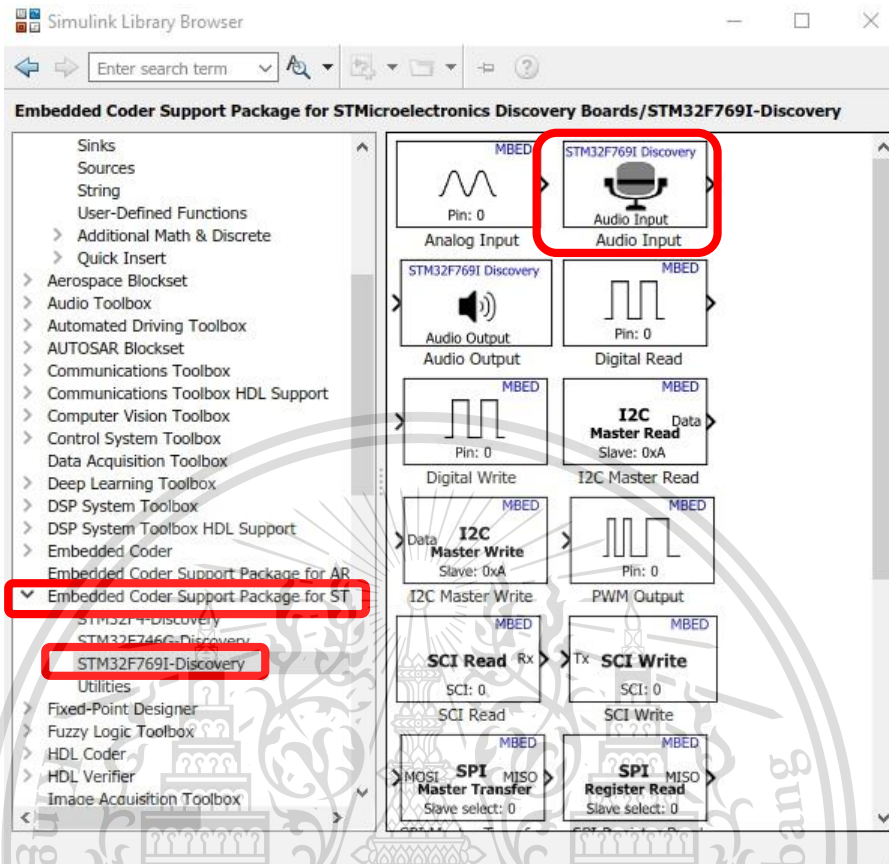 Simulink Library Browser
Enter search term
Embedded Coder Support Package for STMicroelectronics Discovery Boards/STM32F769I-Discovery
Sinks
Sources
String
User-Defined Functions
Additional Math & Discrete
Quick Insert
Aerospace Blockset
Audio Toolbox
Automated Driving Toolbox
AUTOSAR Blockset
Communications Toolbox
Communications Toolbox HDL Support
Computer Vision Toolbox
Control System Toolbox
Data Acquisition Toolbox
Deep Learning Toolbox
DSP System Toolbox
DSP System Toolbox HDL Support
Embedded Coder
Embedded Coder Support Package for AR
Embedded Coder Support Package for ST
STM32F4-Discovery
STM32F746G-Discovery
STM32F769I-Discovery
Utilities
Fixed-Point Designer
Fuzzy Logic Toolbox
HDL Coder
HDL Verifier
Image Acquisition Toolbox
MBED
Pin: 0
Analog Input
STM32F769I Discovery
Audio Input
Audio Input
STM32F769I Discovery
Audio Output
Audio Output
MBED
Pin: 0
Digital Read
MBED
Pin: 0
Digital Write
MBED
I2C
Master Read
Data
Slave: 0xA
I2C Master Read
MBED
Data
I2C
Master Write
Slave: 0xA
I2C Master Write
MBED
Pin: 0
PWM Output
MBED
SCI Read Rx
SCI: 0
SCI Read
MBED
Tx SCI Write
SCI: 0
SCI Write
MBED
MOSI SPI MISO
Master Transfer
Slave select: 0
MBED
SPI MISO
Register Read
Slave select: 0